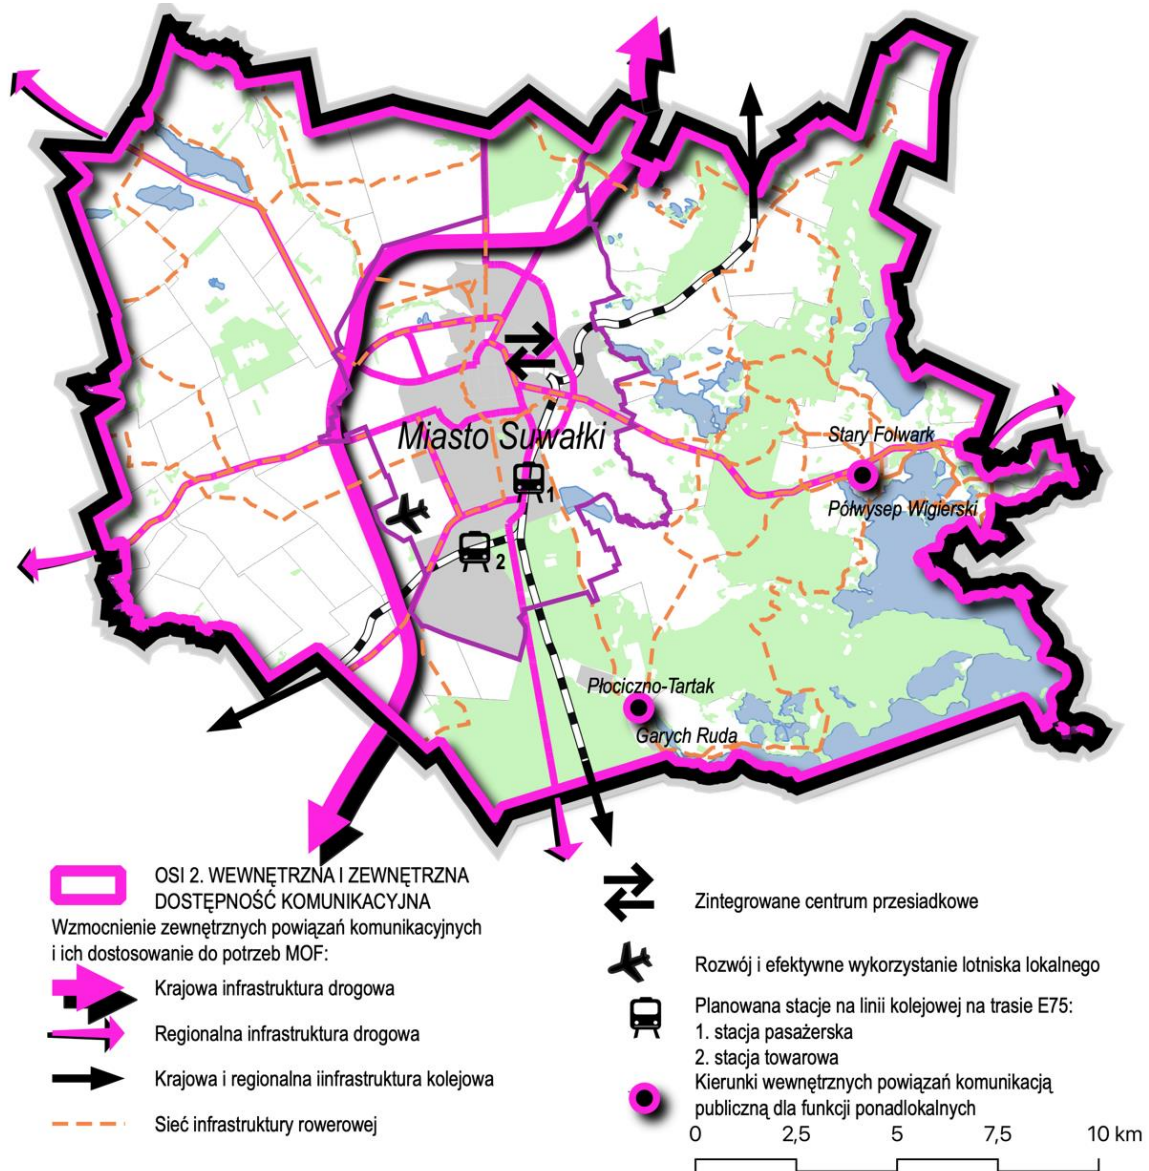 Stary Folwark
Miasto Suwałki
1
Półwysep Wigierski
2
Płociczno-Tartak
Garych Ruda
OSI 2. WEWNĘTRZNA I ZEWNĘTRZNA
DOSTĘPNOŚĆ KOMUNIKACYJNA
Wzmocnienie zewnętrznych powiązań komunikacyjnych
i ich dostosowanie do potrzeb MOF:
Krajowa infrastruktura drogowa
Regionalna infrastruktura drogowa
Krajowa i regionalna iinfrastruktura kolejowa
Sieć infrastruktury rowerowej
Zintegrowane centrum przesiadkowe
Rozwój i efektywne wykorzystanie lotniska lokalnego
Planowana stacje na linii kolejowej na trasie E75:
1. stacja pasażerska
2. stacja towarowa
Kierunki wewnętrznych powiązań komunikacją
publiczną dla funkcji ponadlokalnych
0 2,5 5 7,5 10 km